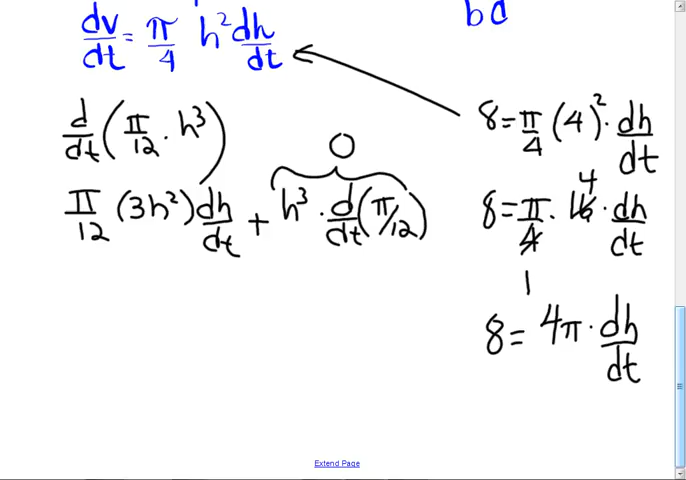 dv/dt = π/4 h² dh/dt
d/dt (π/12 · h³)
0
π/12 (3h²) dh/dt + h³ · d/dt (π/12)
8 = π/4 (4)² · dh/dt
4
8 = π/4 · 16 · dh/dt
1
8 = 4π · dh/dt
Extend Page